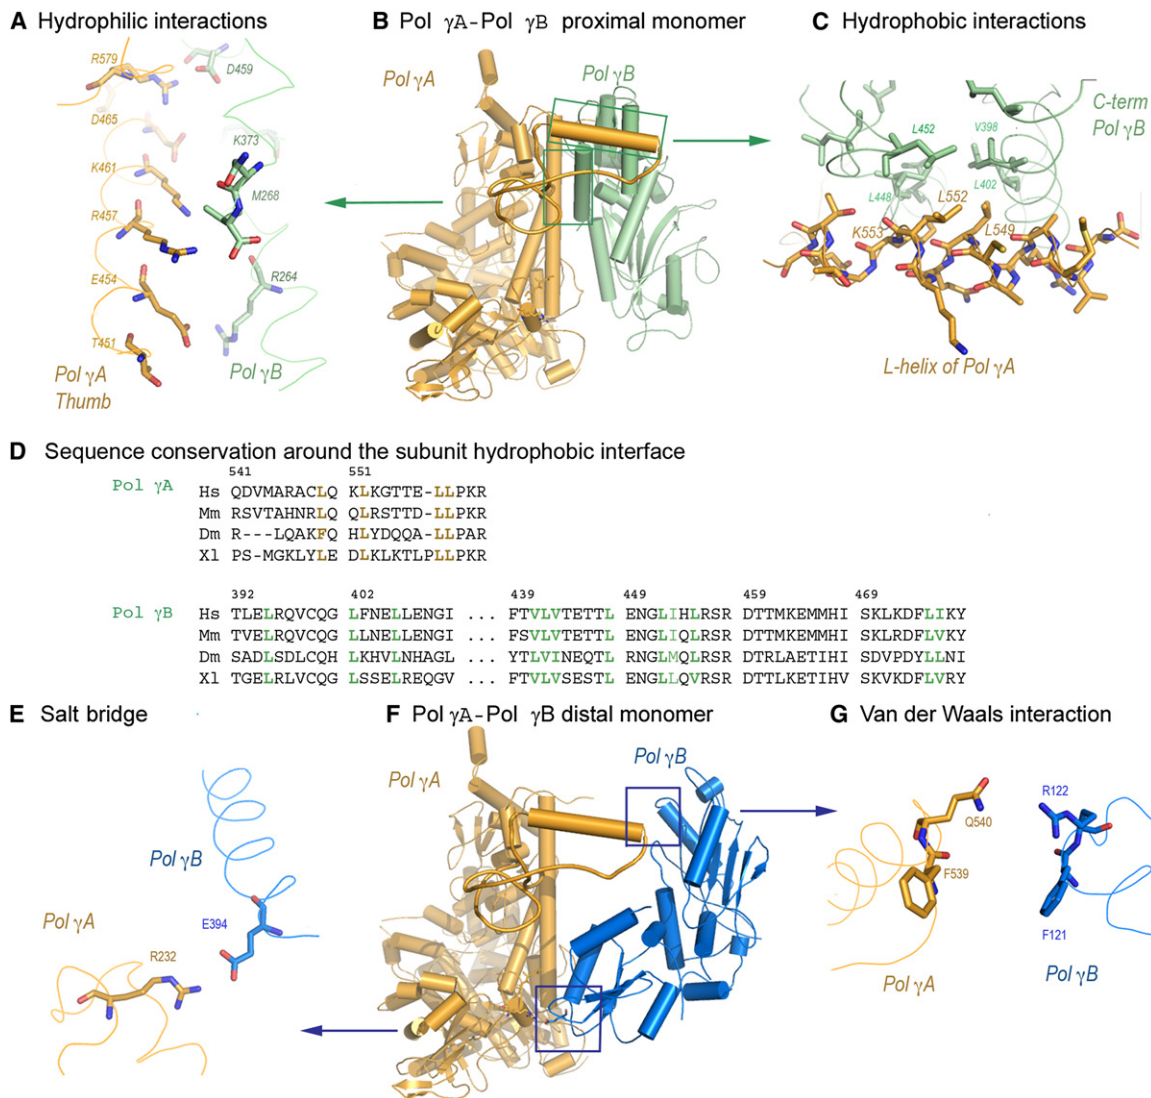 A Hydrophilic interactions
R579
D459
D465
K373
K461
M268
R457
E454
R264
T451
Pol γA
Thumb
Pol γB
B Pol γA-Pol γB proximal monomer
Pol γA
Pol γB
C Hydrophobic interactions
C-term
Pol γB
L452
V398
L448
L402
L552
K553
L549
L-helix of Pol γA
D Sequence conservation around the subunit hydrophobic interface
541 551
Pol γA
Hs QDVMARACLQ KLKGTTE-LLPKR
Mm RSVTAHNRLQ QLRSTTD-LLPKR
Dm R---LQAKFQ HLYDQQA-LLPAR
Xl PS-MGKLYLE DLKLKTLPLLPKR
392 402 439 449 459 469
Pol γB
Hs TLELRQVCQG LFNELLENGI ... FTVLVTETTL ENGLIHLRSR DTTMKEMMHI SKLKDFLIKY
Mm TVELRQVCQG LLNELLENGI ... FSVLVTETTL ENGLIQLRSR DTTMKEMMHI SKLRDFLVKY
Dm SADLSDLCQH LKHVLNHAGL ... YTLVINEQTL RNGLMQLRSR DTRLAETIHI SDVPDYLLNI
Xl TGELRLVCQG LSSELREQGV ... FTVLVSESTL ENGLLQVRSR DTTLKETIHV SKVKDFLVRY
E Salt bridge
Pol γB
Pol γA
E394
R232
F Pol γA-Pol γB distal monomer
Pol γA
Pol γB
G Van der Waals interaction
R122
Q540
F539
F121
Pol γA
Pol γB